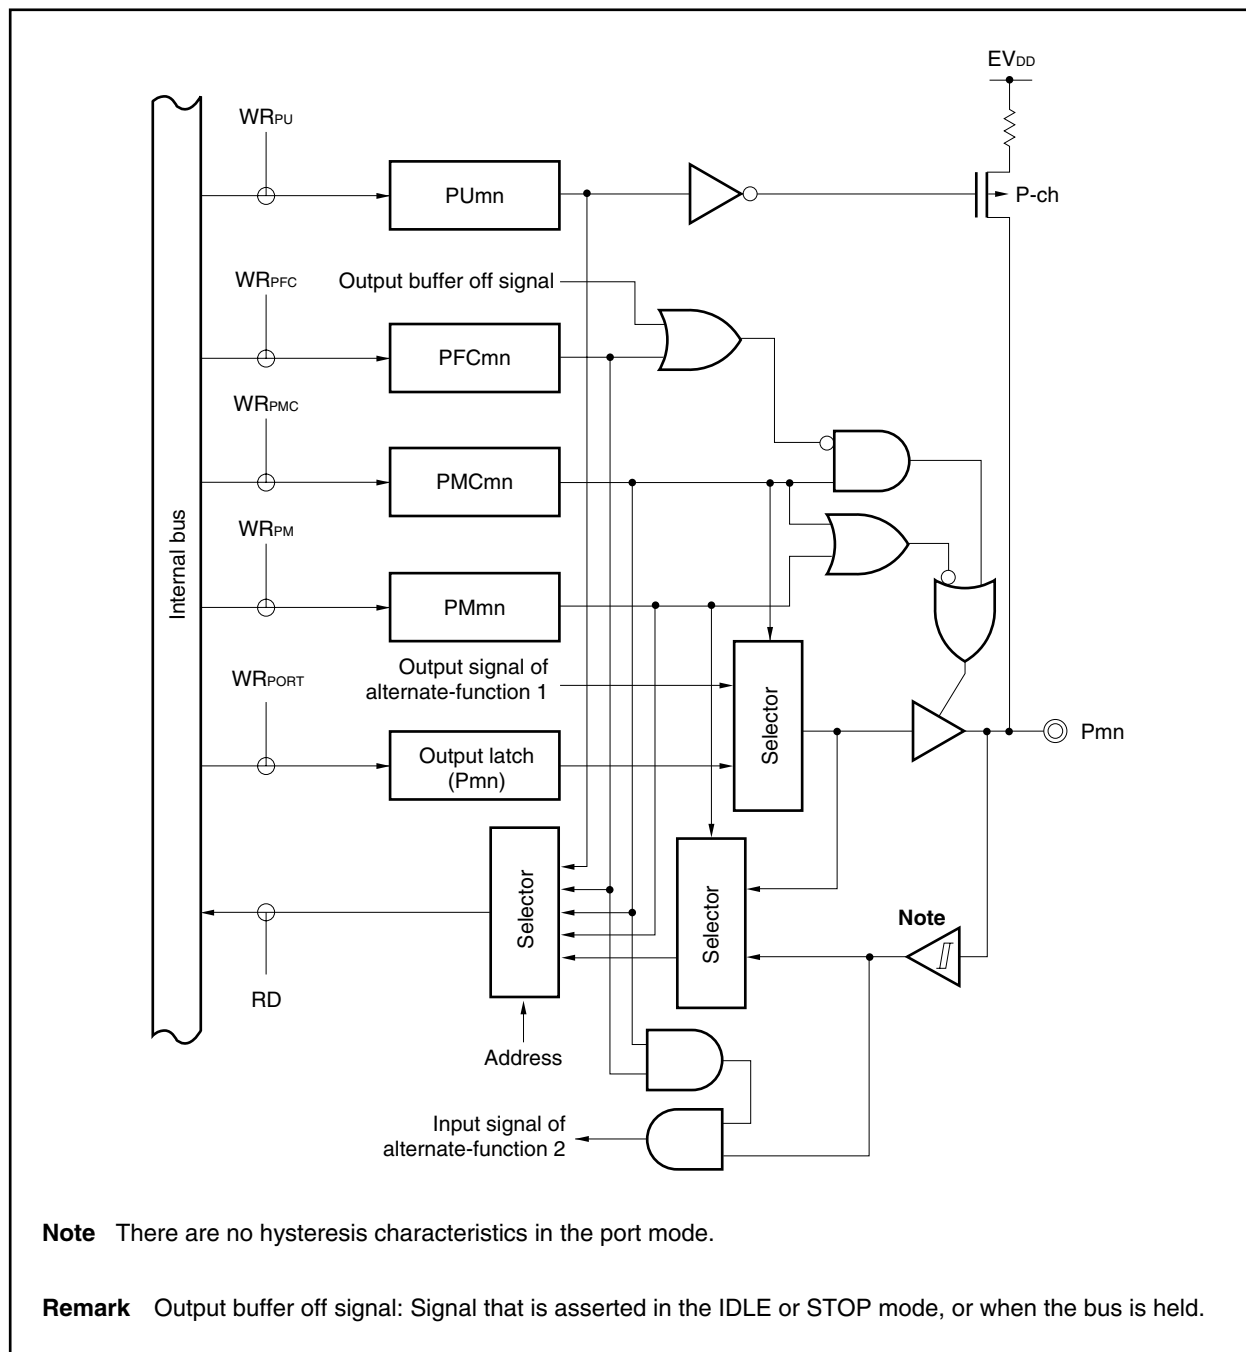 EVDD
WRPU
PUmn
P-ch
WRPFC
Output buffer off signal
PFCmn
WRPMC
PMCmn
WRPM
PMmn
Internal bus
Output signal of
alternate-function 1
WRPORT
Selector
Output latch
(Pmn)
Pmn
Selector
Selector
Note
RD
Address
Input signal of
alternate-function 2
Note There are no hysteresis characteristics in the port mode.
Remark Output buffer off signal: Signal that is asserted in the IDLE or STOP mode, or when the bus is held.